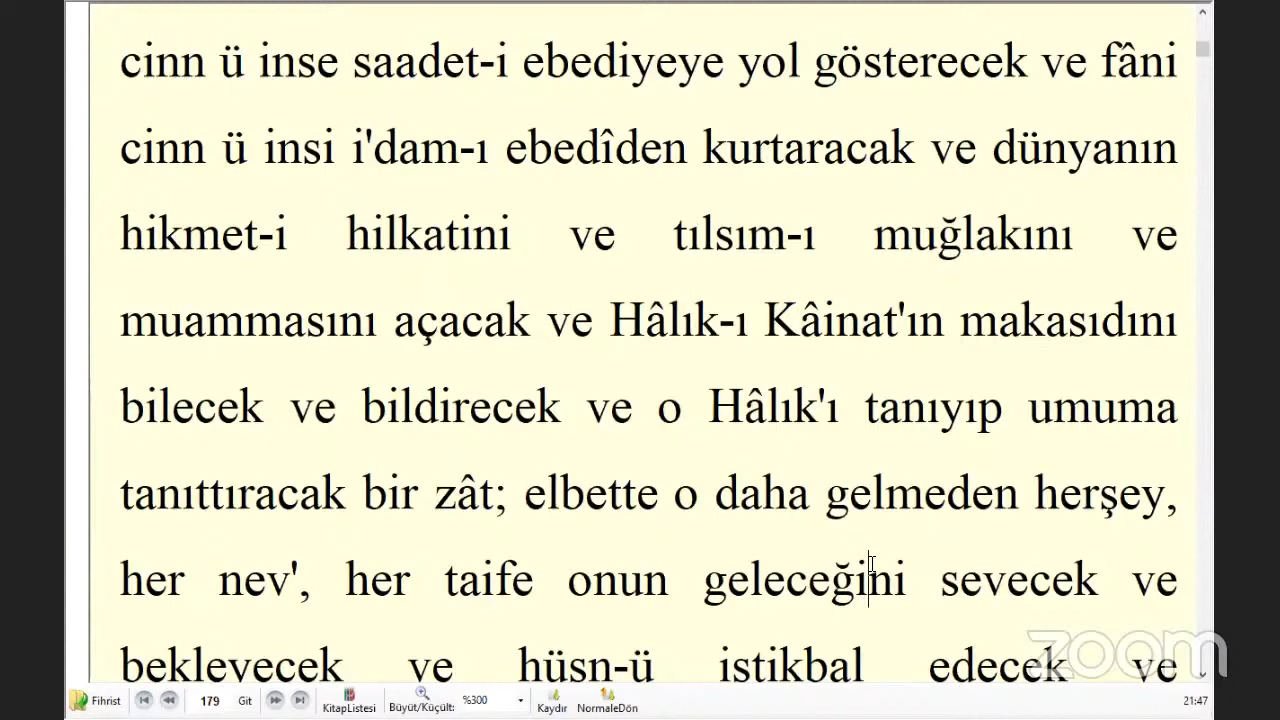 cinn ü inse saadet-i ebediyeye yol gösterecek ve fâni
cinn ü insi i'dam-ı ebedîden kurtaracak ve dünyanın
hikmet-i hilkatini ve tılsım-ı muğlakını ve
muammasını açacak ve Hâlık-ı Kâinat'ın makasıdını
bilecek ve bildirecek ve o Hâlık'ı tanıyıp umuma
tanıttıracak bir zât; elbette o daha gelmeden herşey,
her nev', her taife onun geleceğini sevecek ve
bekleyecek ve hüsn-ü istikbal edecek ve
zoom
Fihrist 179 Git KitapListesi Büyüt/Küçült: %300 Kaydır NormaleDön 21:47